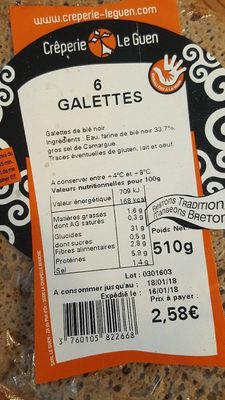 www.creperie-leguen.com
Crêperie Le Guen
6
GALETTES
Galettes de blé noir
Ingrédients : Eau, farine de blé noir 33,7%,
gros sel de Camargue.
Traces éventuelles de gluten, lait et oeuf.
A conserver entre +4°C et +8°C.
Valeurs nutritionnelles pour 100g
Valeur énergétique 709 kJ
168 kcal
Matières grasses 1,6 g
dont AG saturés 0,3 g
Glucides 31 g
dont sucres 0,5 g
Fibres alimentaires 2,8 g
Protéines 5,9 g
Sel 1,4 g
Restons Tradition
Mangeons Breton
Poids Net
510g
Lot : 0301603
A consommer jusqu'au : 18/01/18
Expédié le : 16/01/18
Prix à payer :
2,58€
3 760105 822668